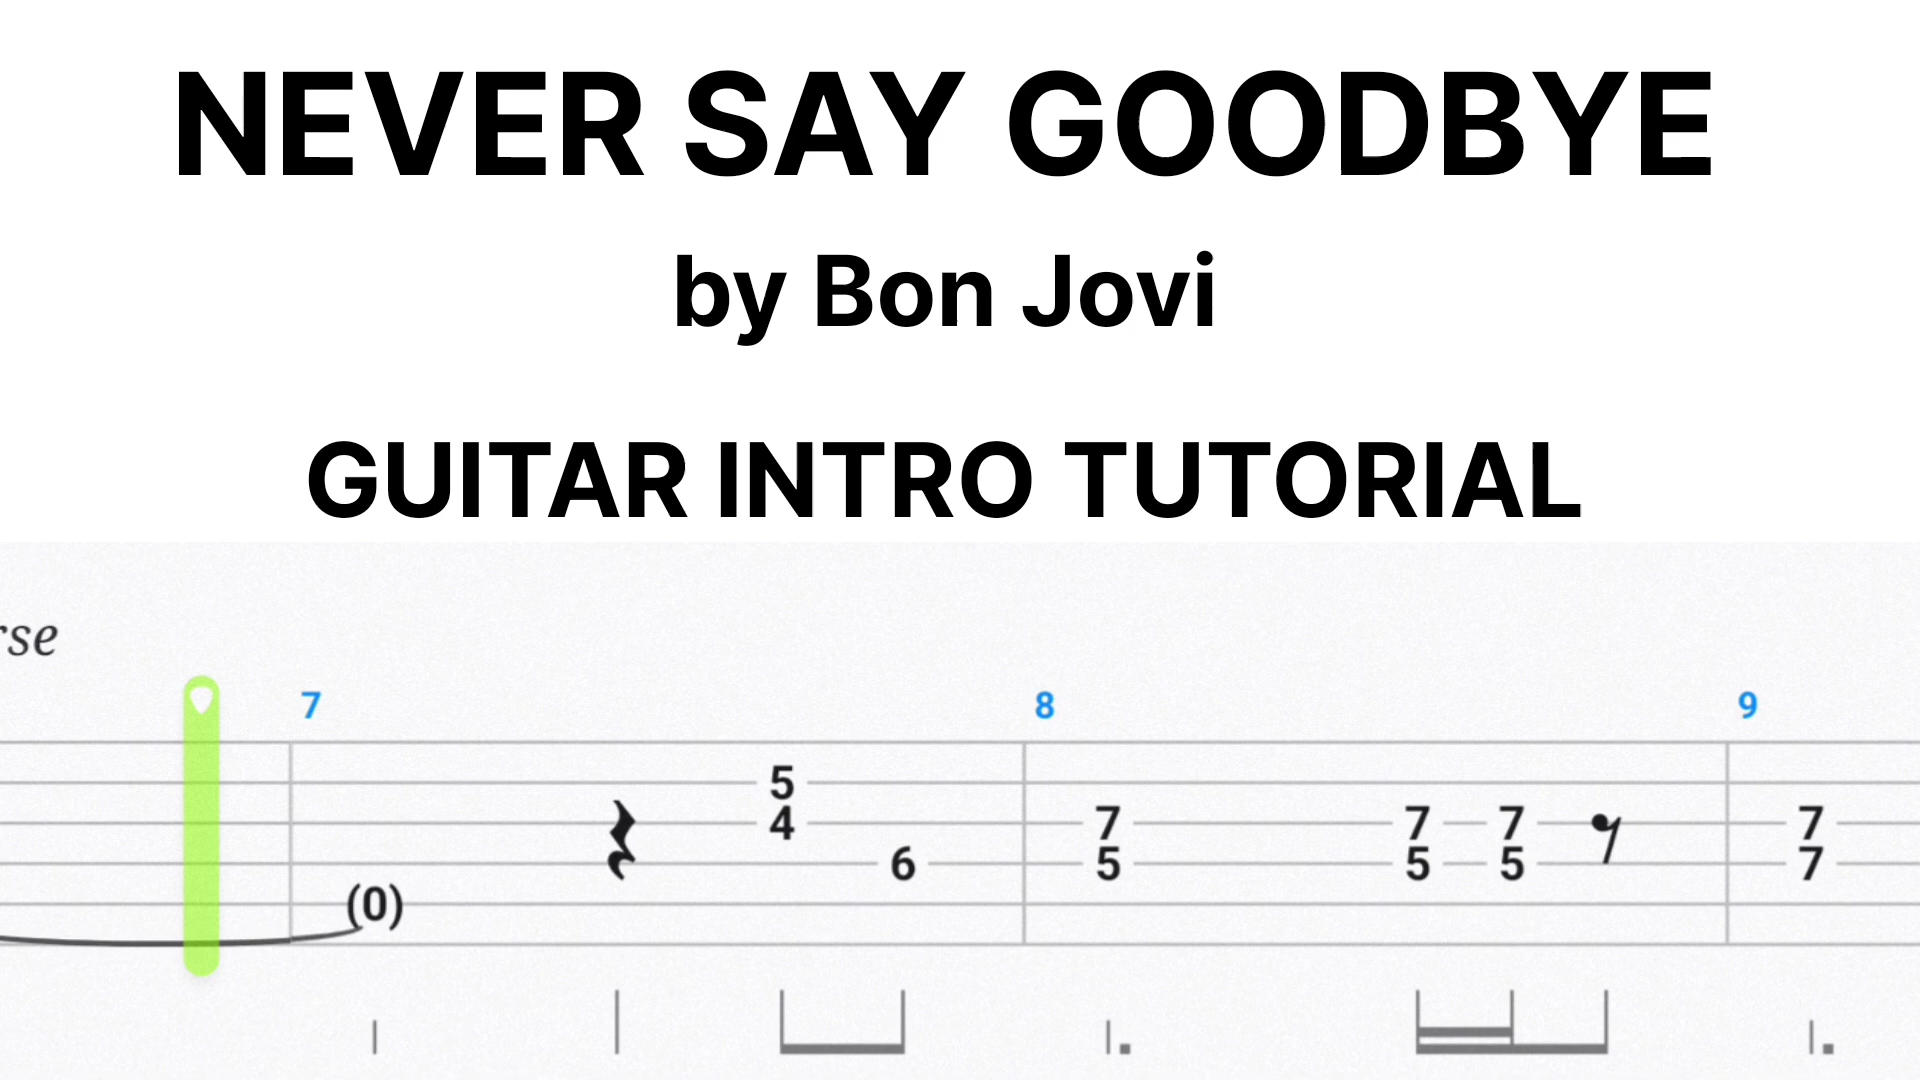 NEVER SAY GOODBYE
by Bon Jovi
GUITAR INTRO TUTORIAL
rse
7 8 9
5
4 7 7 7 7
6 5 5 5 7
(0)